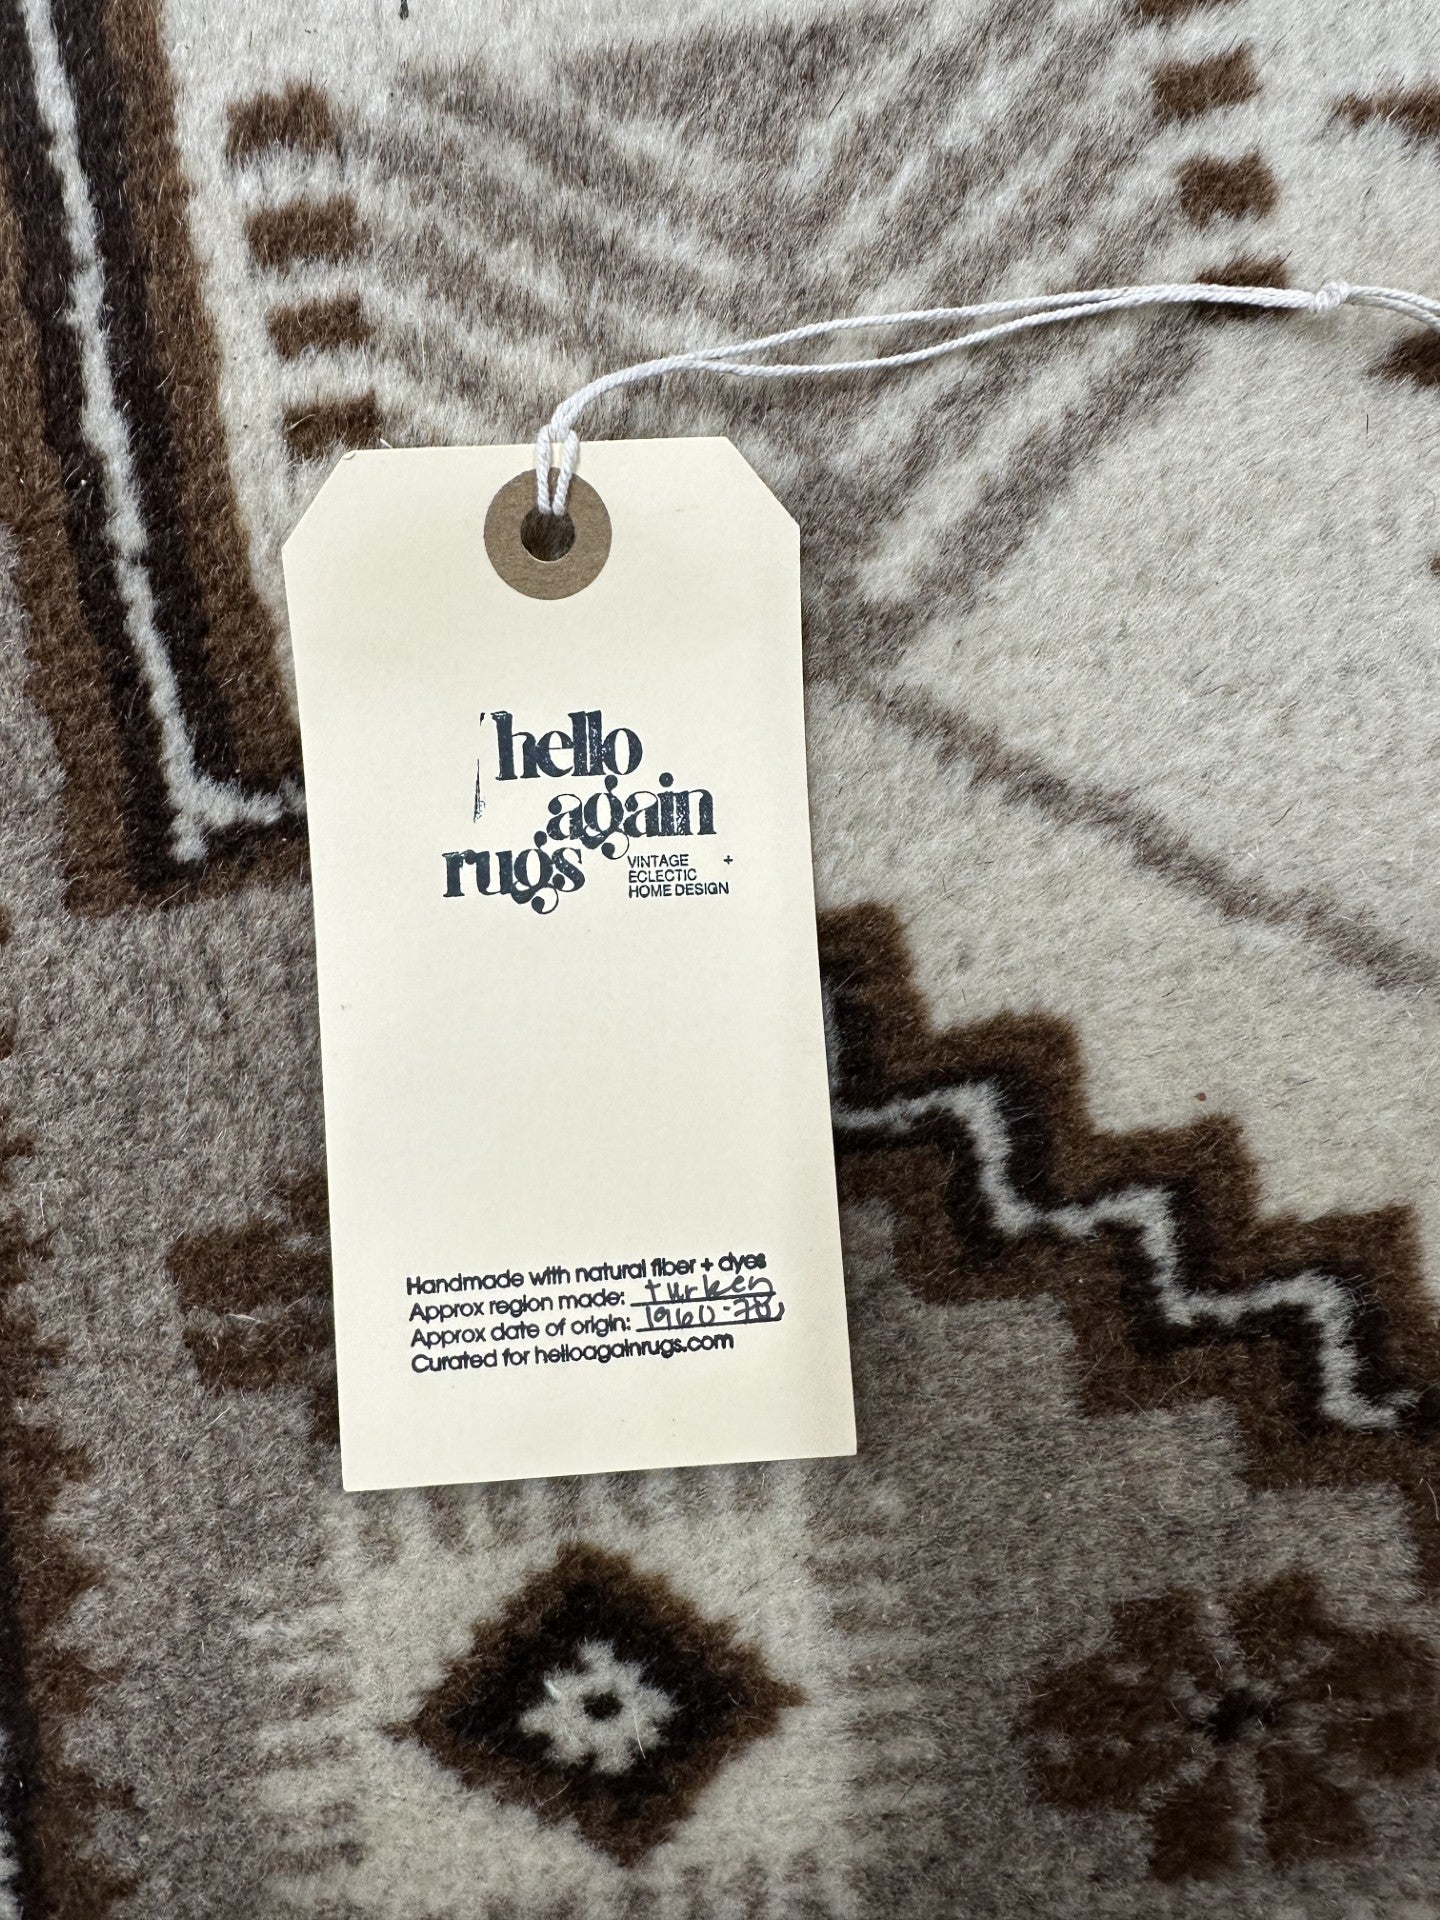 hello
again
rugs
VINTAGE +
ECLECTIC
HOME DESIGN
Handmade with natural fiber + dyes
Approx region made: turkey
Approx date of origin: 1960-70s
Curated for helloagainrugs.com